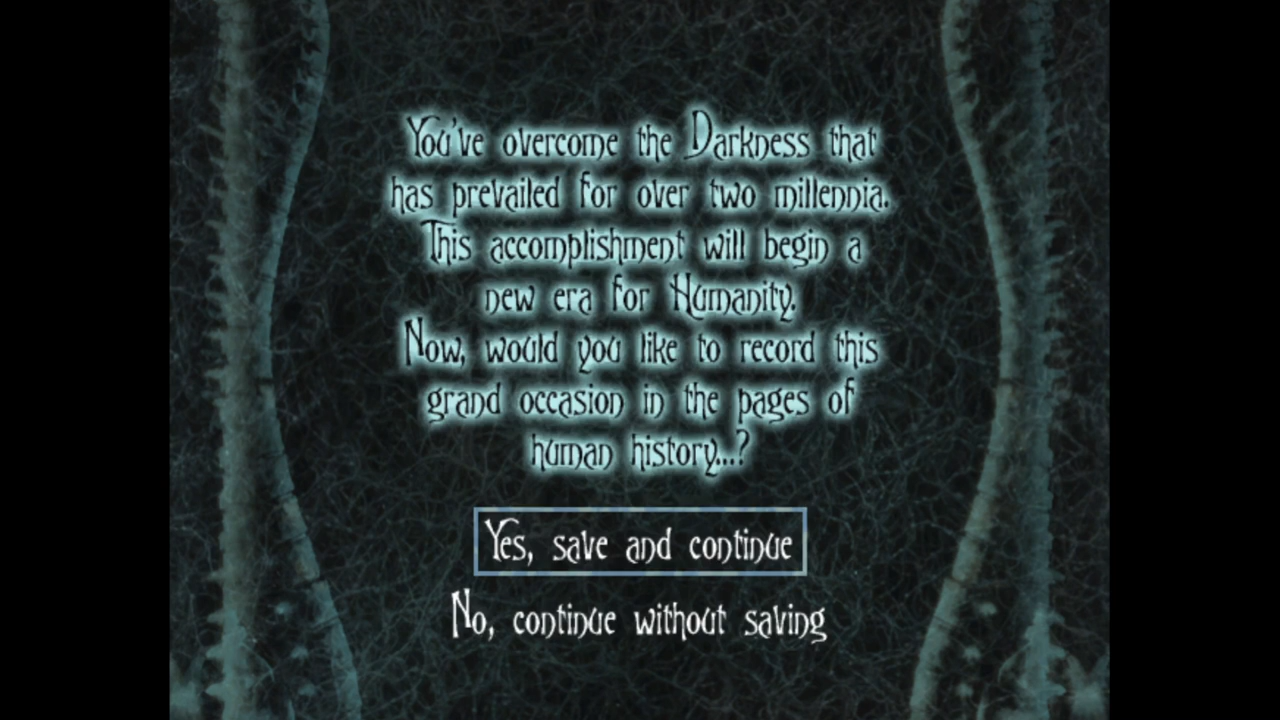 You've overcome the Darkness that
has prevailed for over two millennia.
This accomplishment will begin a
new era for Humanity.
Now, would you like to record this
grand occasion in the pages of
human history...?
Yes, save and continue
No, continue without saving